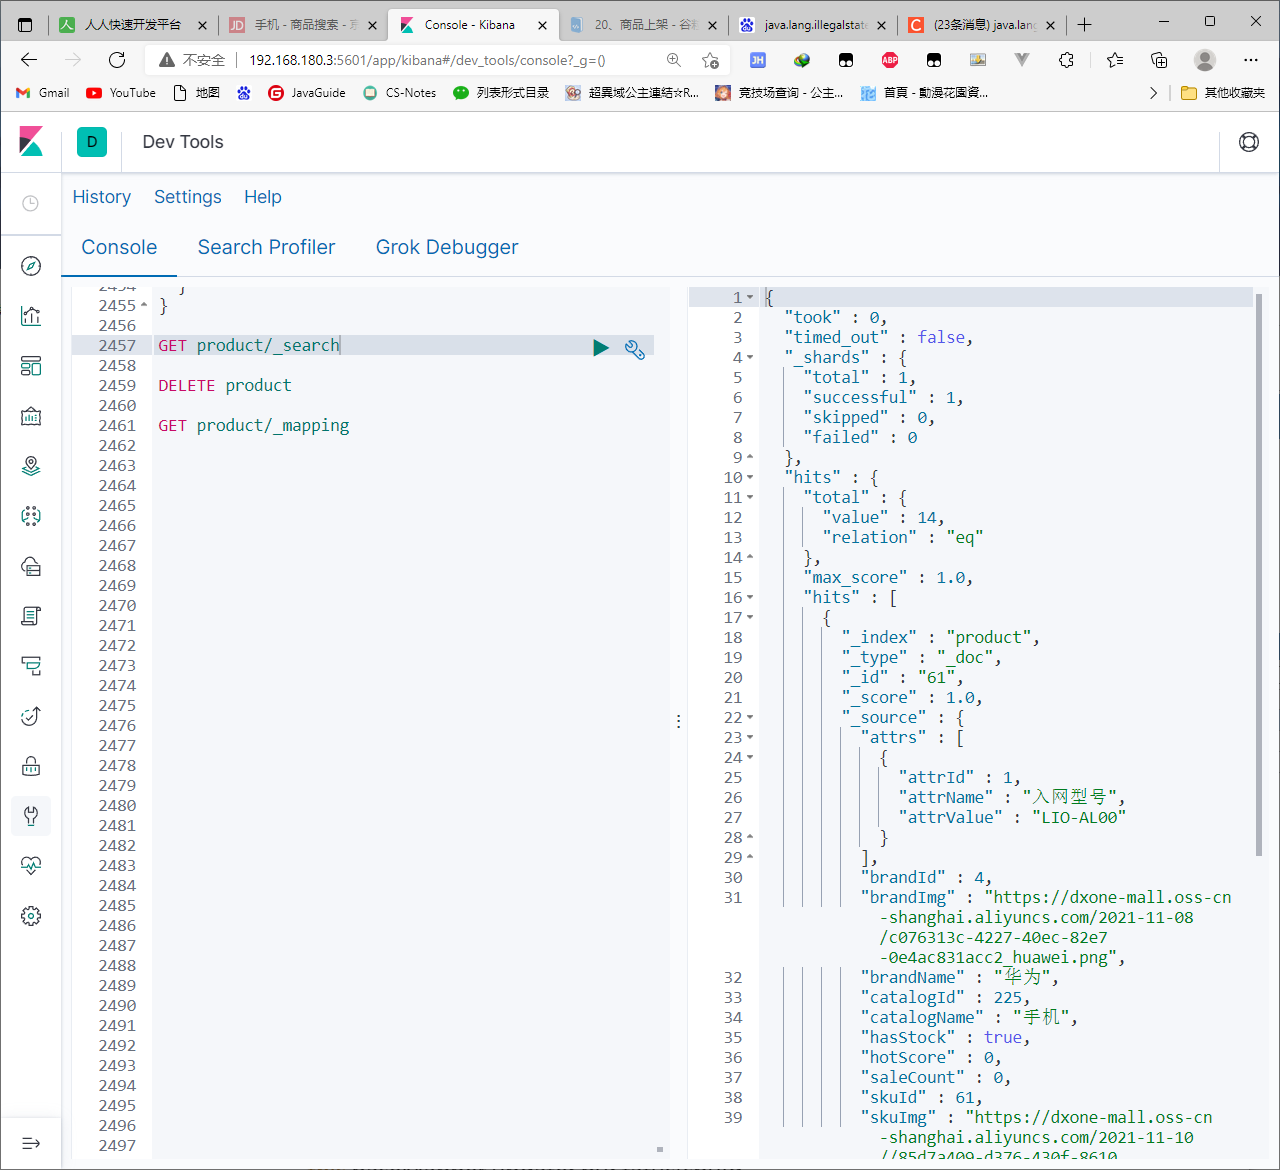 人人快速开发平台
手机 - 商品搜索 - 京
Console - Kibana
20、商品上架 - 谷粒
java.lang.illegalstate
(23条消息) java.lang
不安全
192.168.180.3:5601/app/kibana#/dev_tools/console?_g=()
Gmail
YouTube
地图
JavaGuide
CS-Notes
列表形式目录
超異域公主連結☆R...
竞技场查询 - 公主...
首頁 - 動漫花園資...
其他收藏夹
D
Dev Tools
History
Settings
Help
Console
Search Profiler
Grok Debugger
2454 }
2455 }
2456
2457 GET product/_search
2458
2459 DELETE product
2460
2461 GET product/_mapping
2462
2463
2464
2465
2466
2467
2468
2469
2470
2471
2472
2473
2474
2475
2476
2477
2478
2479
2480
2481
2482
2483
2484
2485
2486
2487
2488
2489
2490
2491
2492
2493
2494
2495
2496
2497
1 {
2 "took" : 0,
3 "timed_out" : false,
4 "_shards" : {
5 "total" : 1,
6 "successful" : 1,
7 "skipped" : 0,
8 "failed" : 0
9 },
10 "hits" : {
11 "total" : {
12 "value" : 14,
13 "relation" : "eq"
14 },
15 "max_score" : 1.0,
16 "hits" : [
17 {
18 "_index" : "product",
19 "_type" : "_doc",
20 "_id" : "61",
21 "_score" : 1.0,
22 "_source" : {
23 "attrs" : [
24 {
25 "attrId" : 1,
26 "attrName" : "入网型号",
27 "attrValue" : "LIO-AL00"
28 }
29 ],
30 "brandId" : 4,
31 "brandImg" : "https://dxone-mall.oss-cn
-shanghai.aliyuncs.com/2021-11-08
/c076313c-4227-40ec-82e7
-0e4ac831acc2_huawei.png",
32 "brandName" : "华为",
33 "catalogId" : 225,
34 "catalogName" : "手机",
35 "hasStock" : true,
36 "hotScore" : 0,
37 "saleCount" : 0,
38 "skuId" : 61,
39 "skuImg" : "https://dxone-mall.oss-cn
-shanghai.aliyuncs.com/2021-11-10
//85d7a409-d376-430f-8610